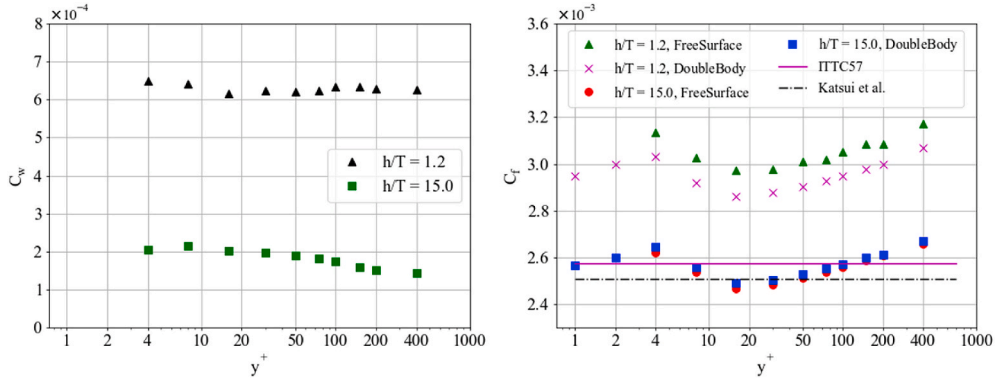 ×10⁻⁴
8
7
6
5
4
3
2
1
0
C_w
h/T = 1.2
h/T = 15.0
1 2 4 10 20 50 100 200 400 1000
y⁺
×10⁻³
3.6
3.4
3.2
3.0
2.8
2.6
2.4
C_f
h/T = 1.2, FreeSurface
h/T = 1.2, DoubleBody
h/T = 15.0, FreeSurface
h/T = 15.0, DoubleBody
ITTC57
Katsui et al.
1 2 4 10 20 50 100 200 400 1000
y⁺